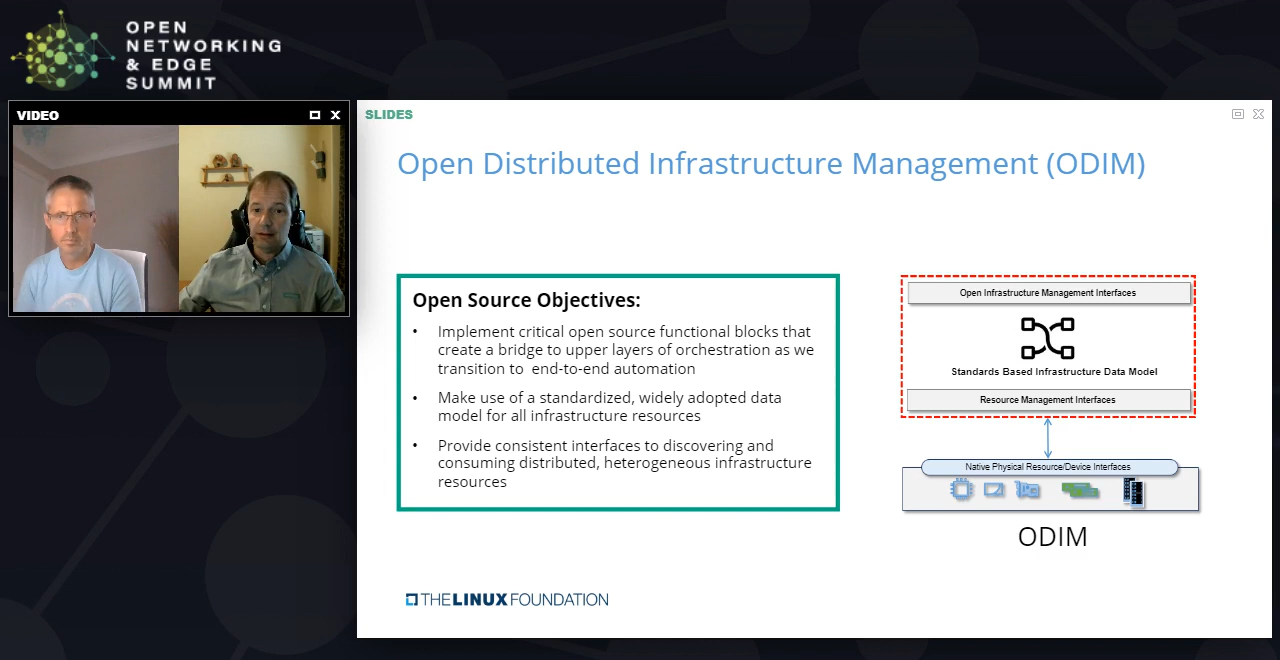 OPEN
NETWORKING
& EDGE
SUMMIT
VIDEO
SLIDES
Open Distributed Infrastructure Management (ODIM)
Open Source Objectives:
• Implement critical open source functional blocks that
create a bridge to upper layers of orchestration as we
transition to end-to-end automation
• Make use of a standardized, widely adopted data
model for all infrastructure resources
• Provide consistent interfaces to discovering and
consuming distributed, heterogeneous infrastructure
resources
Open Infrastructure Management Interfaces
Standards Based Infrastructure Data Model
Resource Management Interfaces
Native Physical Resource/Device Interfaces
ODIM
THE LINUX FOUNDATION